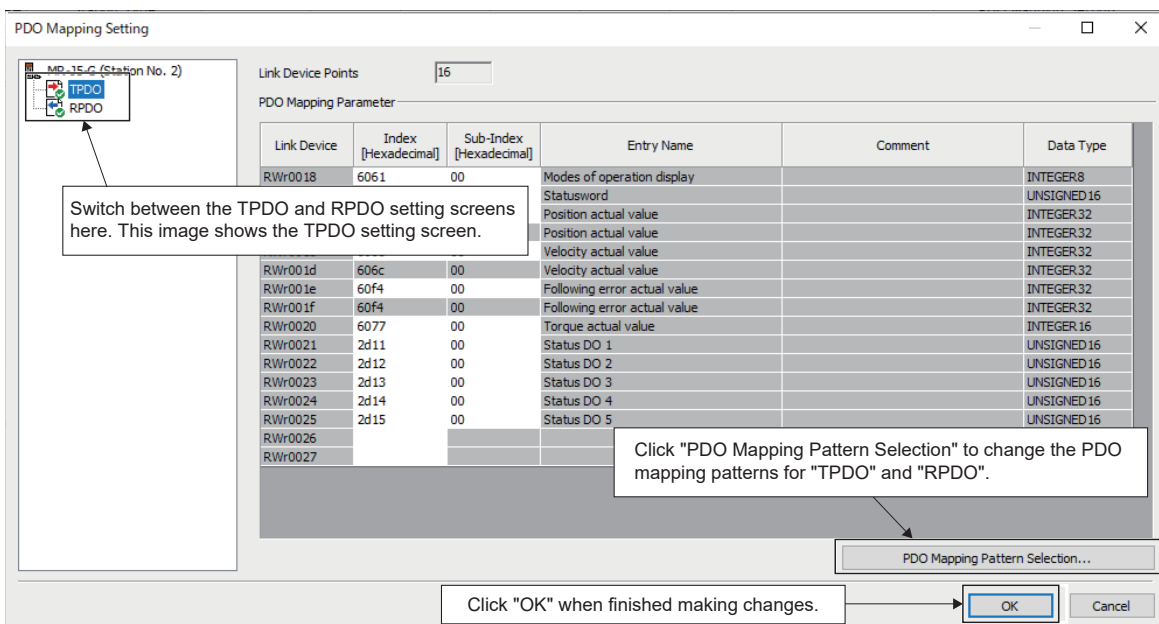 PDO Mapping Setting
MR-J5-G (Station No. 2)
TPDO
RPDO
Link Device Points 16
PDO Mapping Parameter
Link Device Index [Hexadecimal] Sub-Index [Hexadecimal] Entry Name Comment Data Type
RWr0018 6061 00 Modes of operation display INTEGER8
Statusword UNSIGNED16
Position actual value INTEGER32
Position actual value INTEGER32
Velocity actual value INTEGER32
RWr001d 606c 00 Velocity actual value INTEGER32
RWr001e 60f4 00 Following error actual value INTEGER32
RWr001f 60f4 00 Following error actual value INTEGER32
RWr0020 6077 00 Torque actual value INTEGER16
RWr0021 2d11 00 Status DO 1 UNSIGNED16
RWr0022 2d12 00 Status DO 2 UNSIGNED16
RWr0023 2d13 00 Status DO 3 UNSIGNED16
RWr0024 2d14 00 Status DO 4 UNSIGNED16
RWr0025 2d15 00 Status DO 5 UNSIGNED16
RWr0026
RWr0027
Switch between the TPDO and RPDO setting screens
here. This image shows the TPDO setting screen.
Click "PDO Mapping Pattern Selection" to change the PDO
mapping patterns for "TPDO" and "RPDO".
PDO Mapping Pattern Selection...
Click "OK" when finished making changes.
OK
Cancel